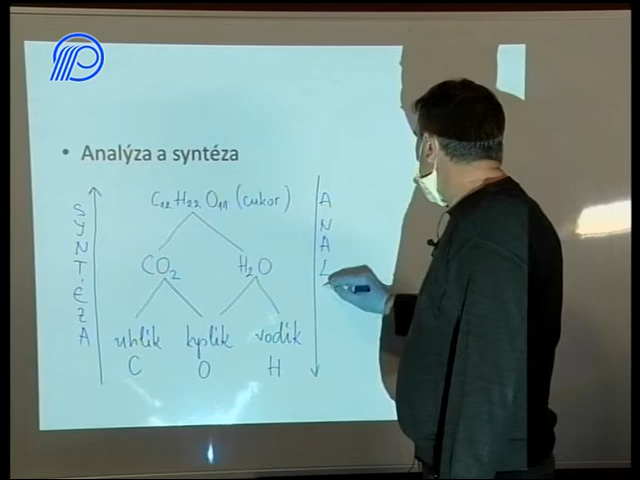 • Analýza a syntéza
C₁₂H₂₂O₁₁ (cukor)
CO₂ H₂O
uhlík kyslík vodík
C O H
SYNTÉZA
ANAL